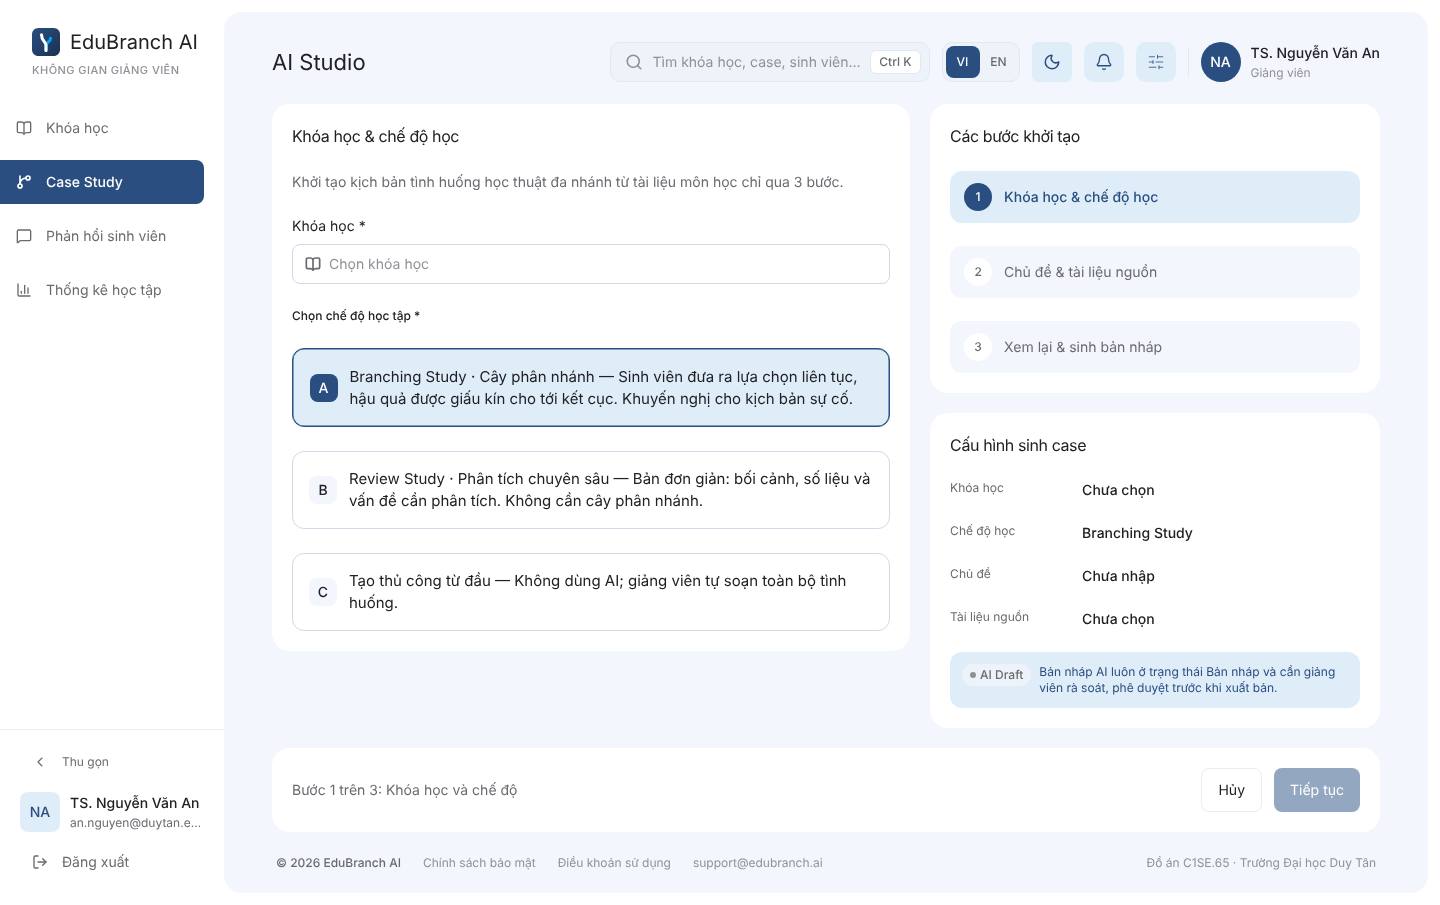 EduBranch AI
KHÔNG GIAN GIẢNG VIÊN
Khóa học
Case Study
Phản hồi sinh viên
Thống kê học tập
Thu gọn
NA
TS. Nguyễn Văn An
an.nguyen@duytan.e...
Đăng xuất
AI Studio
Tìm khóa học, case, sinh viên...
Ctrl K
VI
EN
NA
TS. Nguyễn Văn An
Giảng viên
Khóa học & chế độ học
Khởi tạo kịch bản tình huống học thuật đa nhánh từ tài liệu môn học chỉ qua 3 bước.
Khóa học *
Chọn khóa học
Chọn chế độ học tập *
A
Branching Study · Cây phân nhánh — Sinh viên đưa ra lựa chọn liên tục,
hậu quả được giấu kín cho tới kết cục. Khuyến nghị cho kịch bản sự cố.
B
Review Study · Phân tích chuyên sâu — Bản đơn giản: bối cảnh, số liệu và
vấn đề cần phân tích. Không cần cây phân nhánh.
C
Tạo thủ công từ đầu — Không dùng AI; giảng viên tự soạn toàn bộ tình
huống.
Các bước khởi tạo
1
Khóa học & chế độ học
2
Chủ đề & tài liệu nguồn
3
Xem lại & sinh bản nháp
Cấu hình sinh case
Khóa học
Chưa chọn
Chế độ học
Branching Study
Chủ đề
Chưa nhập
Tài liệu nguồn
Chưa chọn
AI Draft
Bản nháp AI luôn ở trạng thái Bản nháp và cần giảng
viên rà soát, phê duyệt trước khi xuất bản.
Bước 1 trên 3: Khóa học và chế độ
Hủy
Tiếp tục
© 2026 EduBranch AI
Chính sách bảo mật
Điều khoản sử dụng
support@edubranch.ai
Đồ án C1SE.65 · Trường Đại học Duy Tân